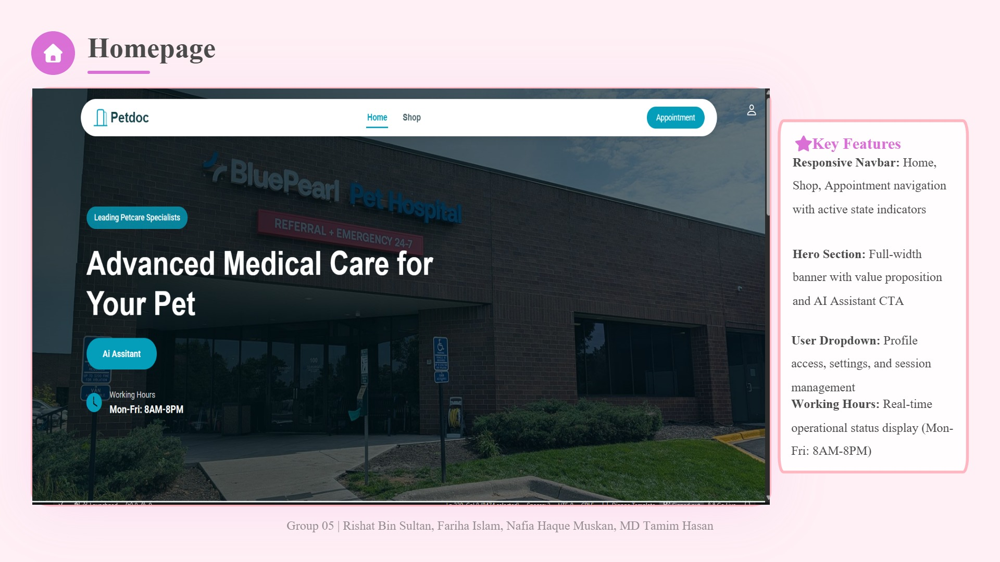 Homepage
Petdoc
Home
Shop
Appointment
BluePearl Pet Hospital
REFERRAL + EMERGENCY 24-7
Leading Petcare Specialists
Advanced Medical Care for
Your Pet
Ai Assitant
100
VAN
Working Hours
Mon-Fri: 8AM-8PM
Key Features
Responsive Navbar: Home,
Shop, Appointment navigation
with active state indicators
Hero Section: Full-width
banner with value proposition
and AI Assistant CTA
User Dropdown: Profile
access, settings, and session
management
Working Hours: Real-time
operational status display (Mon-
Fri: 8AM-8PM)
Group 05 | Rishat Bin Sultan, Fariha Islam, Nafia Haque Muskan, MD Tamim Hasan